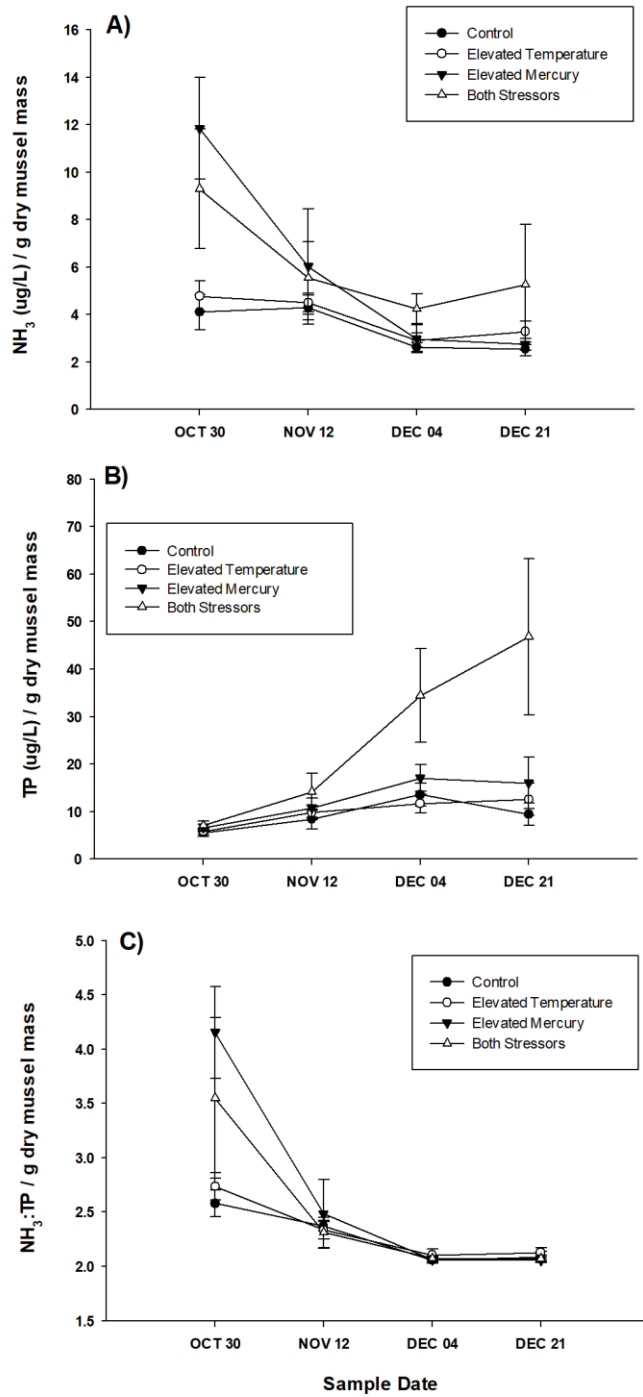 A)
Control
Elevated Temperature
Elevated Mercury
Both Stressors
NH3 (ug/L) / g dry mussel mass
16
14
12
10
8
6
4
2
0
OCT 30 NOV 12 DEC 04 DEC 21
B)
Control
Elevated Temperature
Elevated Mercury
Both Stressors
TP (ug/L) / g dry mussel mass
80
70
60
50
40
30
20
10
0
OCT 30 NOV 12 DEC 04 DEC 21
C)
Control
Elevated Temperature
Elevated Mercury
Both Stressors
NH3:TP / g dry mussel mass
5.0
4.5
4.0
3.5
3.0
2.5
2.0
1.5
OCT 30 NOV 12 DEC 04 DEC 21
Sample Date